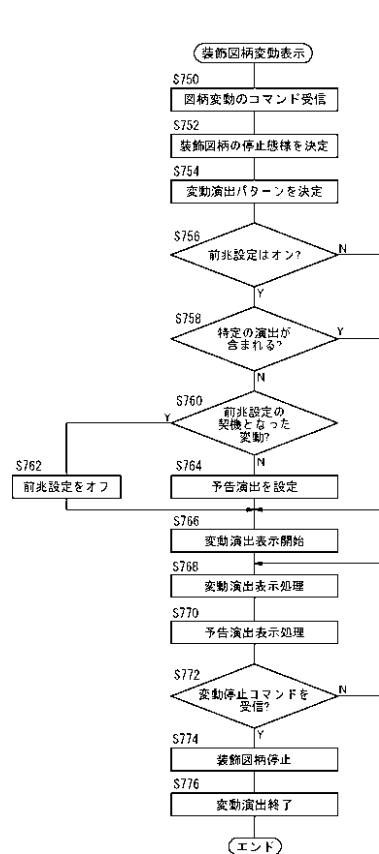 装飾図柄変動表示
S750
図柄変動のコマンド受信
S752
装飾図柄の停止態様を決定
S754
変動演出パターンを決定
S756
前兆設定はオン?
N
Y
S758
特定の演出が
含まれる?
Y
N
S760
前兆設定の
契機となった
変動?
Y
N
S762
前兆設定をオフ
S764
予告演出を設定
S766
変動演出表示開始
S768
変動演出表示処理
S770
予告演出表示処理
S772
変動停止コマンドを
受信?
N
Y
S774
装飾図柄停止
S776
変動演出終了
エンド